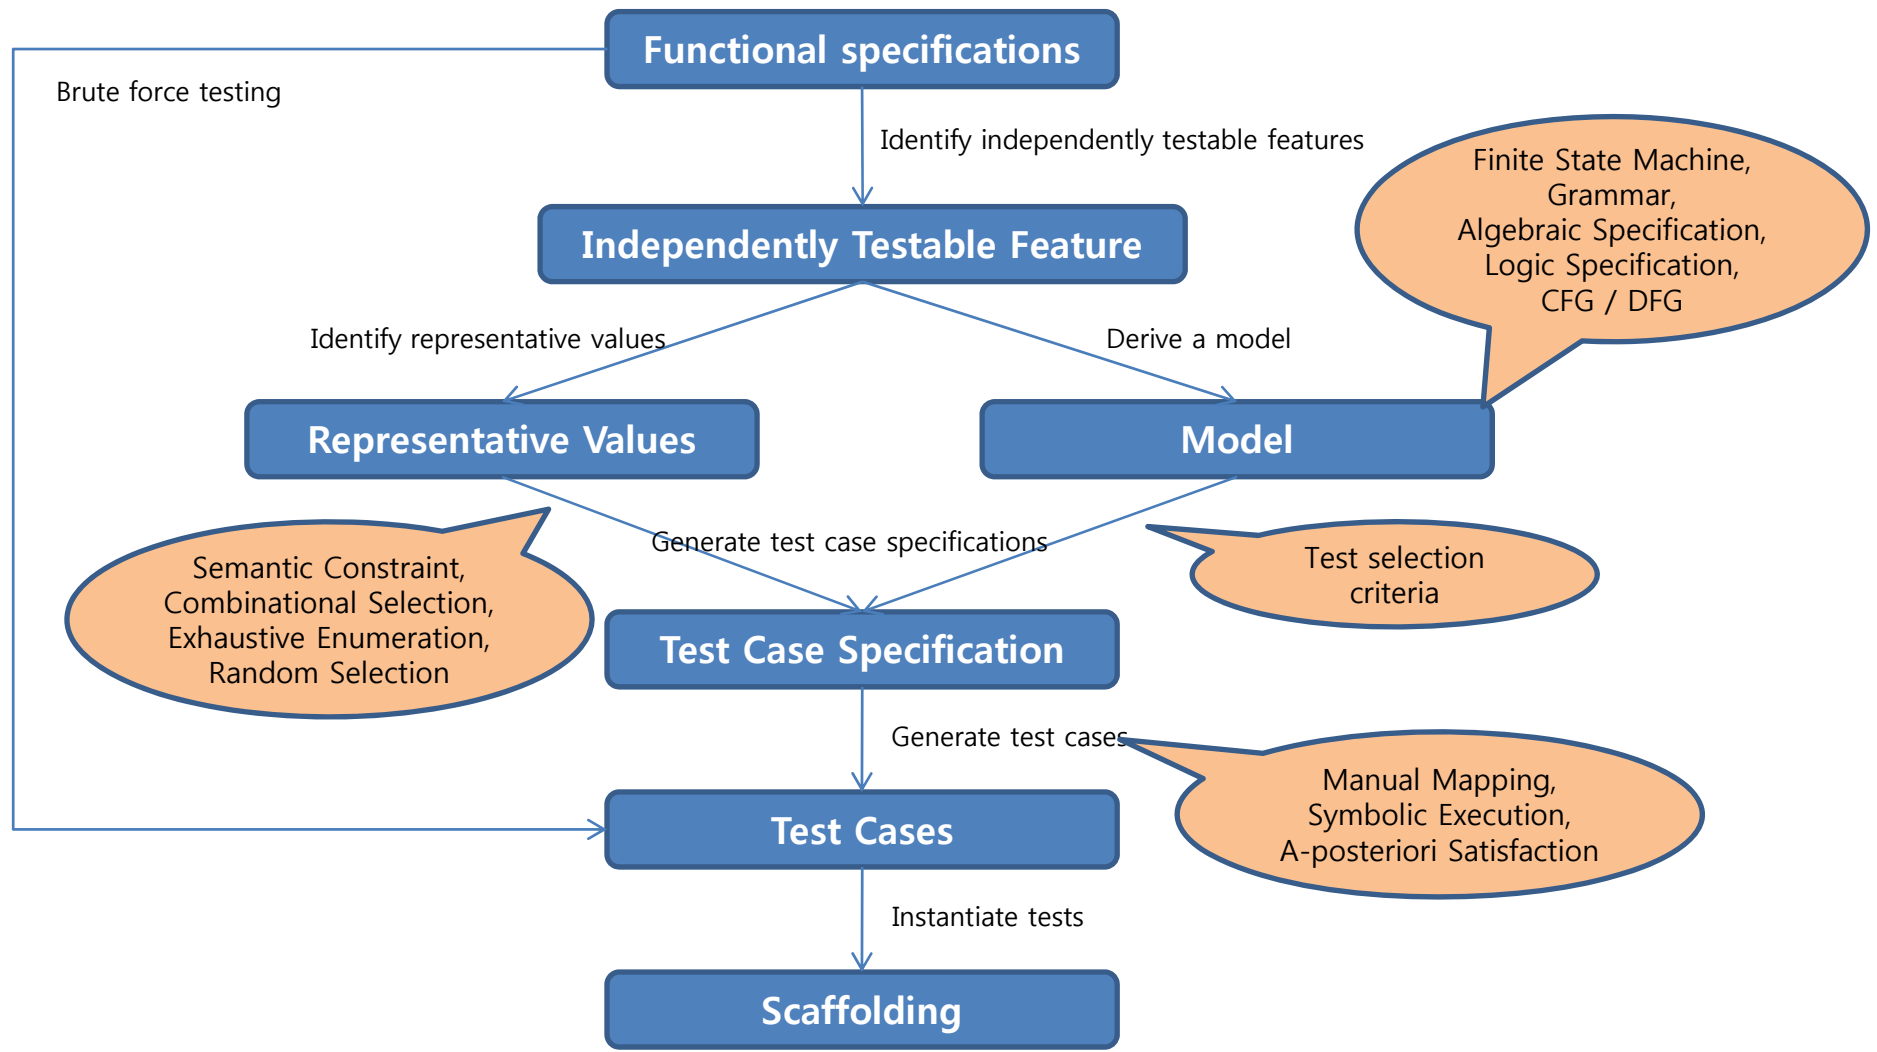 Functional specifications
Brute force testing
Identify independently testable features
Finite State Machine,
Grammar,
Algebraic Specification,
Logic Specification,
CFG / DFG
Independently Testable Feature
Identify representative values
Derive a model
Representative Values
Model
Generate test case specifications
Semantic Constraint,
Combinational Selection,
Exhaustive Enumeration,
Random Selection
Test selection
criteria
Test Case Specification
Generate test cases
Manual Mapping,
Symbolic Execution,
A-posteriori Satisfaction
Test Cases
Instantiate tests
Scaffolding